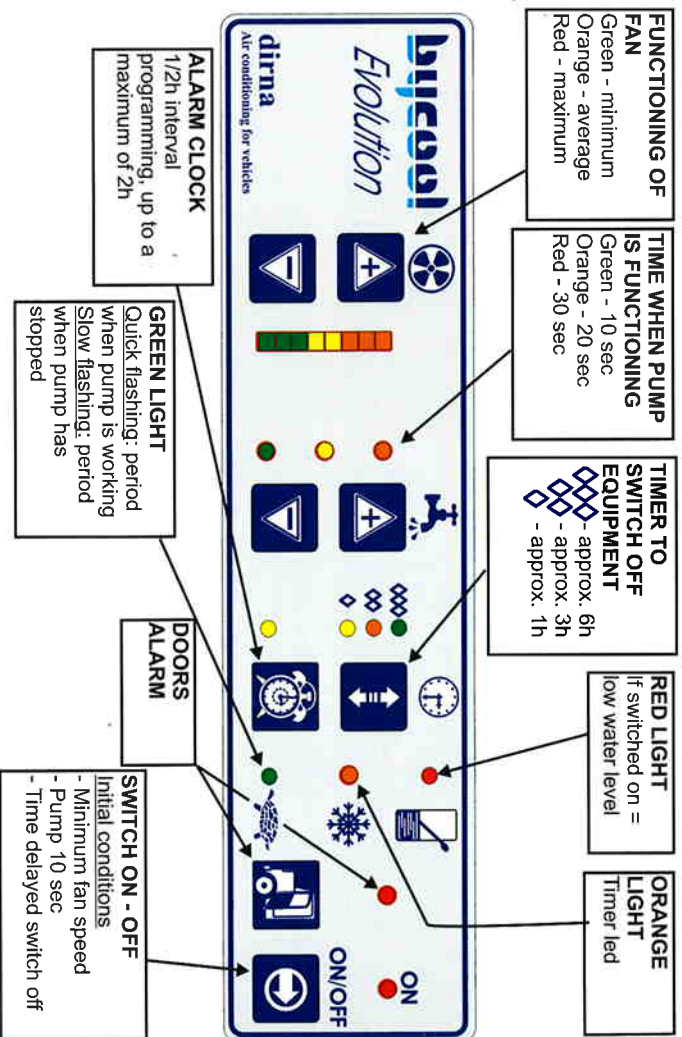 FUNCTIONING OF
FAN
Green - minimum
Orange - average
Red - maximum
TIME WHEN PUMP
IS FUNCTIONING
Green - 10 sec
Orange - 20 sec
Red - 30 sec
TIMER TO
SWITCH OFF
EQUIPMENT
- approx. 6h
- approx. 3h
- approx. 1h
RED LIGHT
If switched on =
low water level
ORANGE
LIGHT
Timer led
bycool
Evolution
dirna
Air conditioning for vehicles
+
-
+
-
ON
ON/OFF
ALARM CLOCK
1/2h interval
programming, up to a
maximum of 2h
GREEN LIGHT
Quick flashing: period
when pump is working
Slow flashing: period
when pump has
stopped
DOORS
ALARM
SWITCH ON - OFF
Initial conditions
- Minimum fan speed
- Pump 10 sec
- Time delayed switch off